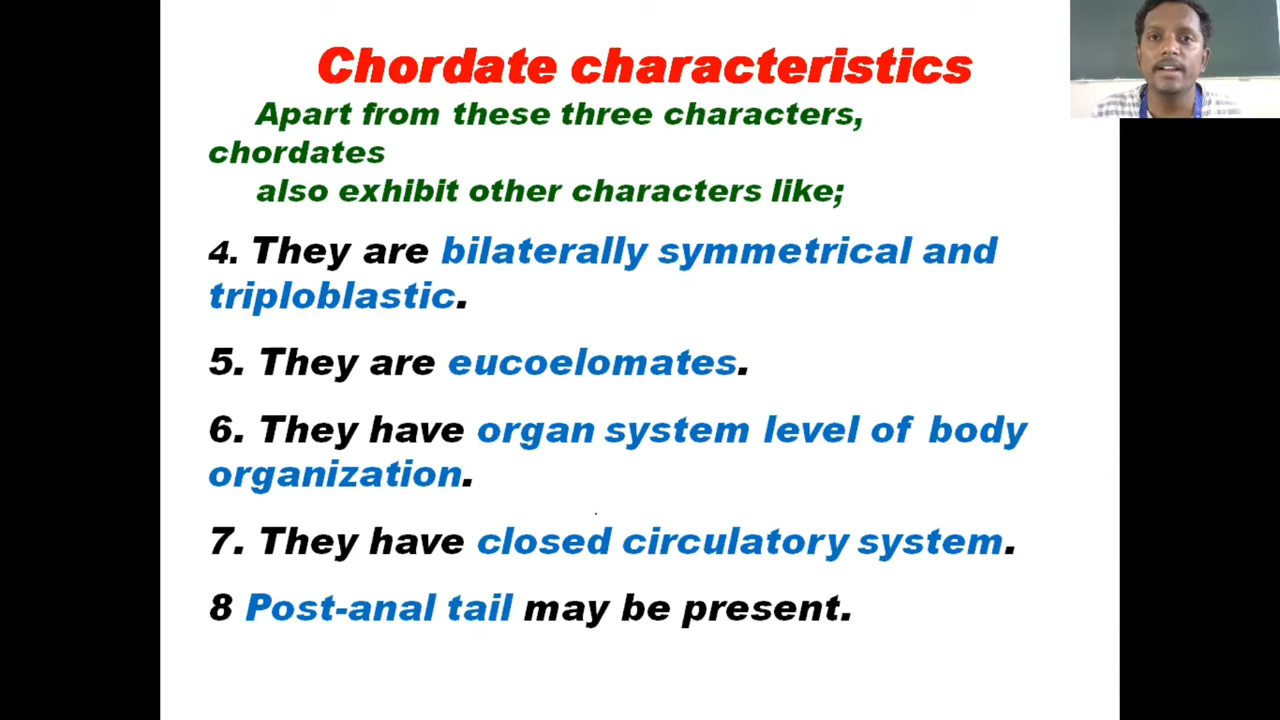 Chordate characteristics
Apart from these three characters,
chordates
also exhibit other characters like;
4. They are bilaterally symmetrical and
triploblastic.
5. They are eucoelomates.
6. They have organ system level of body
organization.
7. They have closed circulatory system.
8 Post-anal tail may be present.